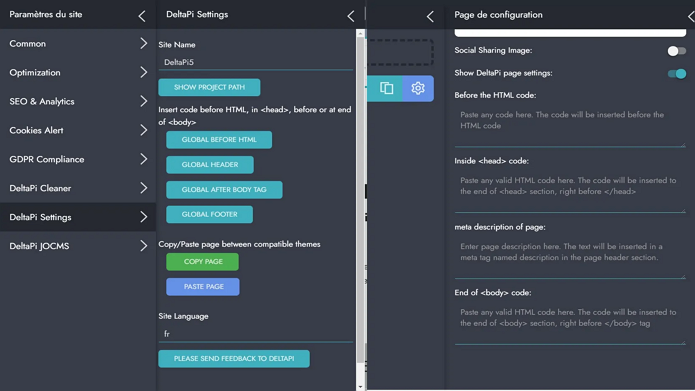 Paramètres du site
Common
Optimization
SEO & Analytics
Cookies Alert
GDPR Compliance
DeltaPi Cleaner
DeltaPi Settings
DeltaPi JOCMS
DeltaPi Settings
Site Name
DeltaPi5
SHOW PROJECT PATH
Insert code before HTML, in <head>, before or at end
of <body>
GLOBAL BEFORE HTML
GLOBAL HEADER
GLOBAL AFTER BODY TAG
GLOBAL FOOTER
Copy/Paste page between compatible themes
COPY PAGE
PASTE PAGE
Site Language
fr
PLEASE SEND FEEDBACK TO DELTAPI
Page de configuration
Social Sharing Image:
Show DeltaPi page settings:
Before the HTML code:
Paste any code here. The code will be inserted before the
HTML code
Inside <head> code:
Paste any valid HTML code here. The code will be inserted to
the end of <head> section, right before </head>
meta description of page:
Enter page description here. The text will be inserted in a
meta tag named description in the page header section.
End of <body> code:
Paste any valid HTML code here. The code will be inserted to
the end of <body> section, right before </body> tag